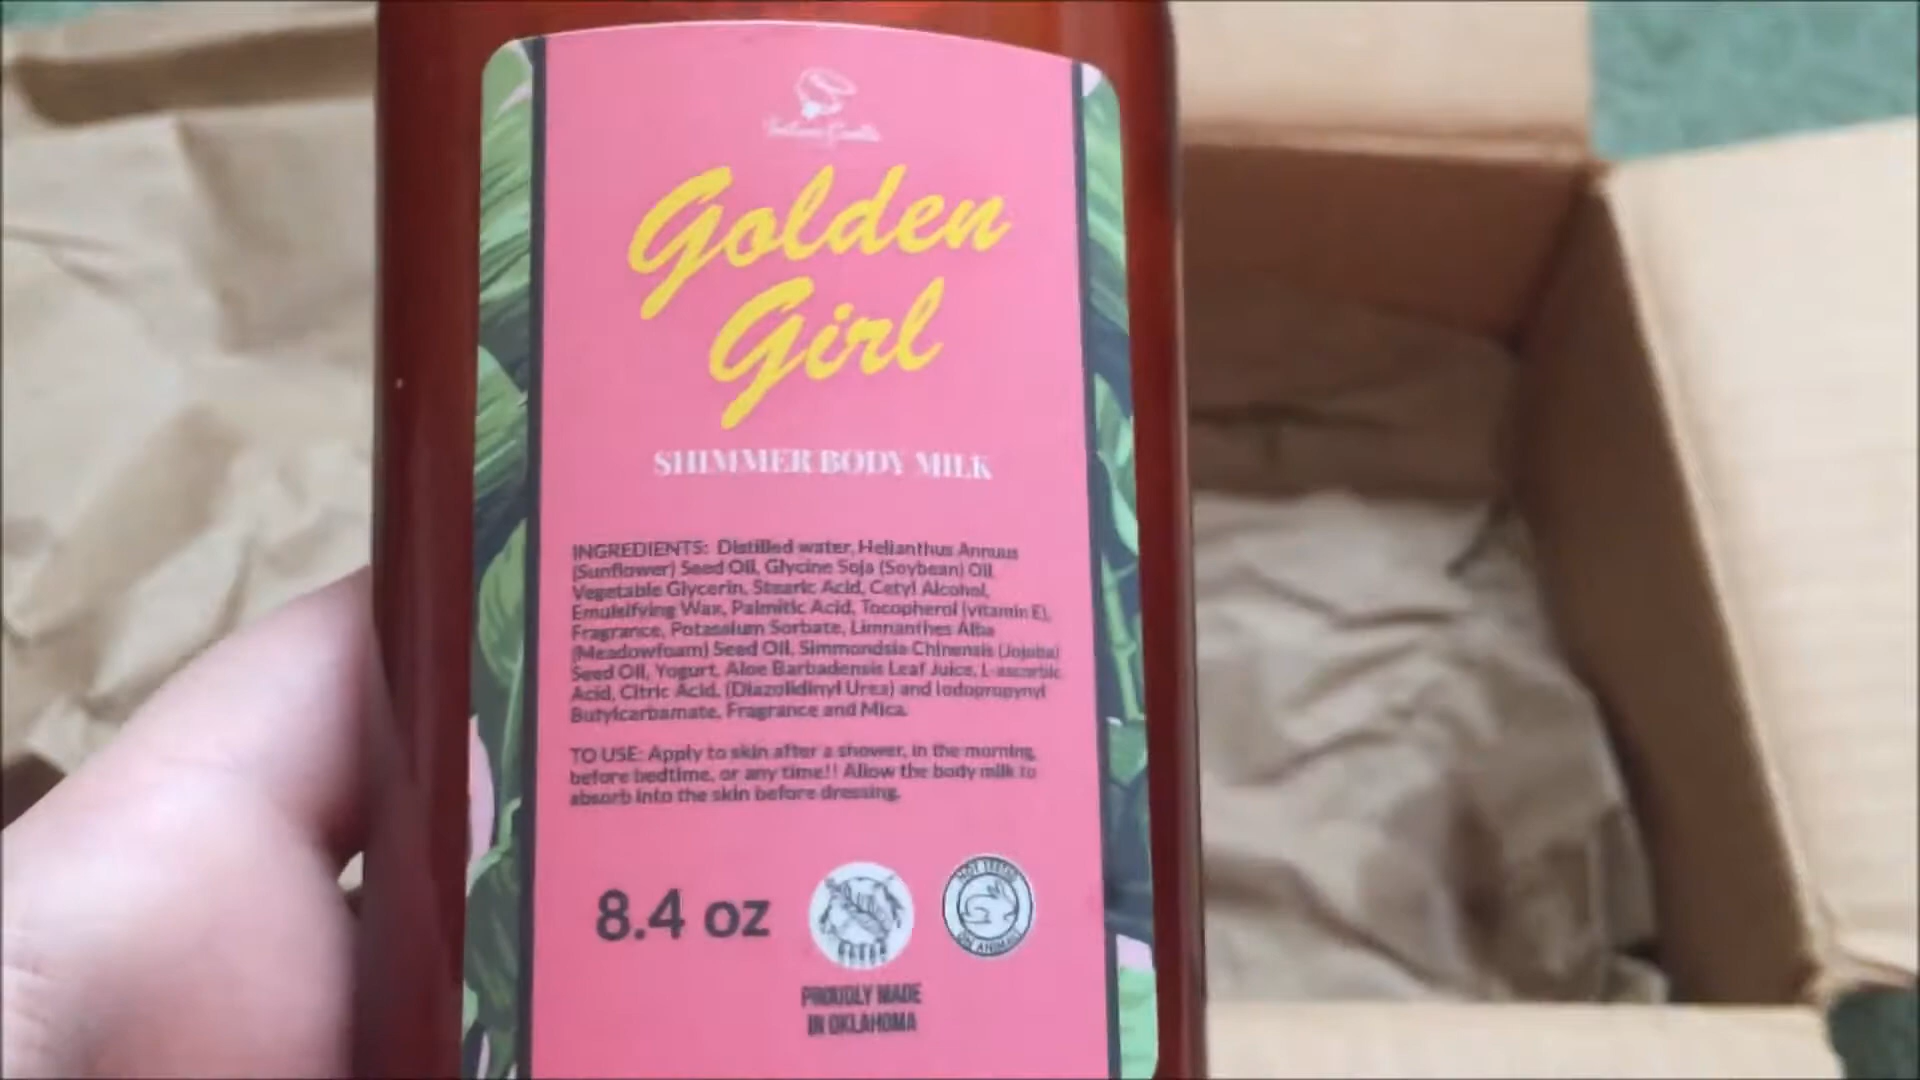 Golden
Girl
SHIMMER BODY MILK
INGREDIENTS: Distilled water, Helianthus Annuus
(Sunflower) Seed Oil, Glycine Soja (Soybean) Oil,
Vegetable Glycerin, Stearic Acid, Cetyl Alcohol,
Emulsifying Wax, Palmitic Acid, Tocopherol (vitamin E),
Fragrance, Potassium Sorbate, Limnanthes Alba
(Meadowfoam) Seed Oil, Simmondsia Chinensis (Jojoba)
Seed Oil, Yogurt, Aloe Barbadensis Leaf Juice, L-ascorbic
Acid, Citric Acid, (Diazolidinyl Urea) and Iodopropynyl
Butylcarbamate, Fragrance and Mica.
TO USE: Apply to skin after a shower, in the morning,
before bedtime, or any time!! Allow the body milk to
absorb into the skin before dressing.
8.4 oz
NOT TESTED
ON ANIMALS
PROUDLY MADE
IN OKLAHOMA